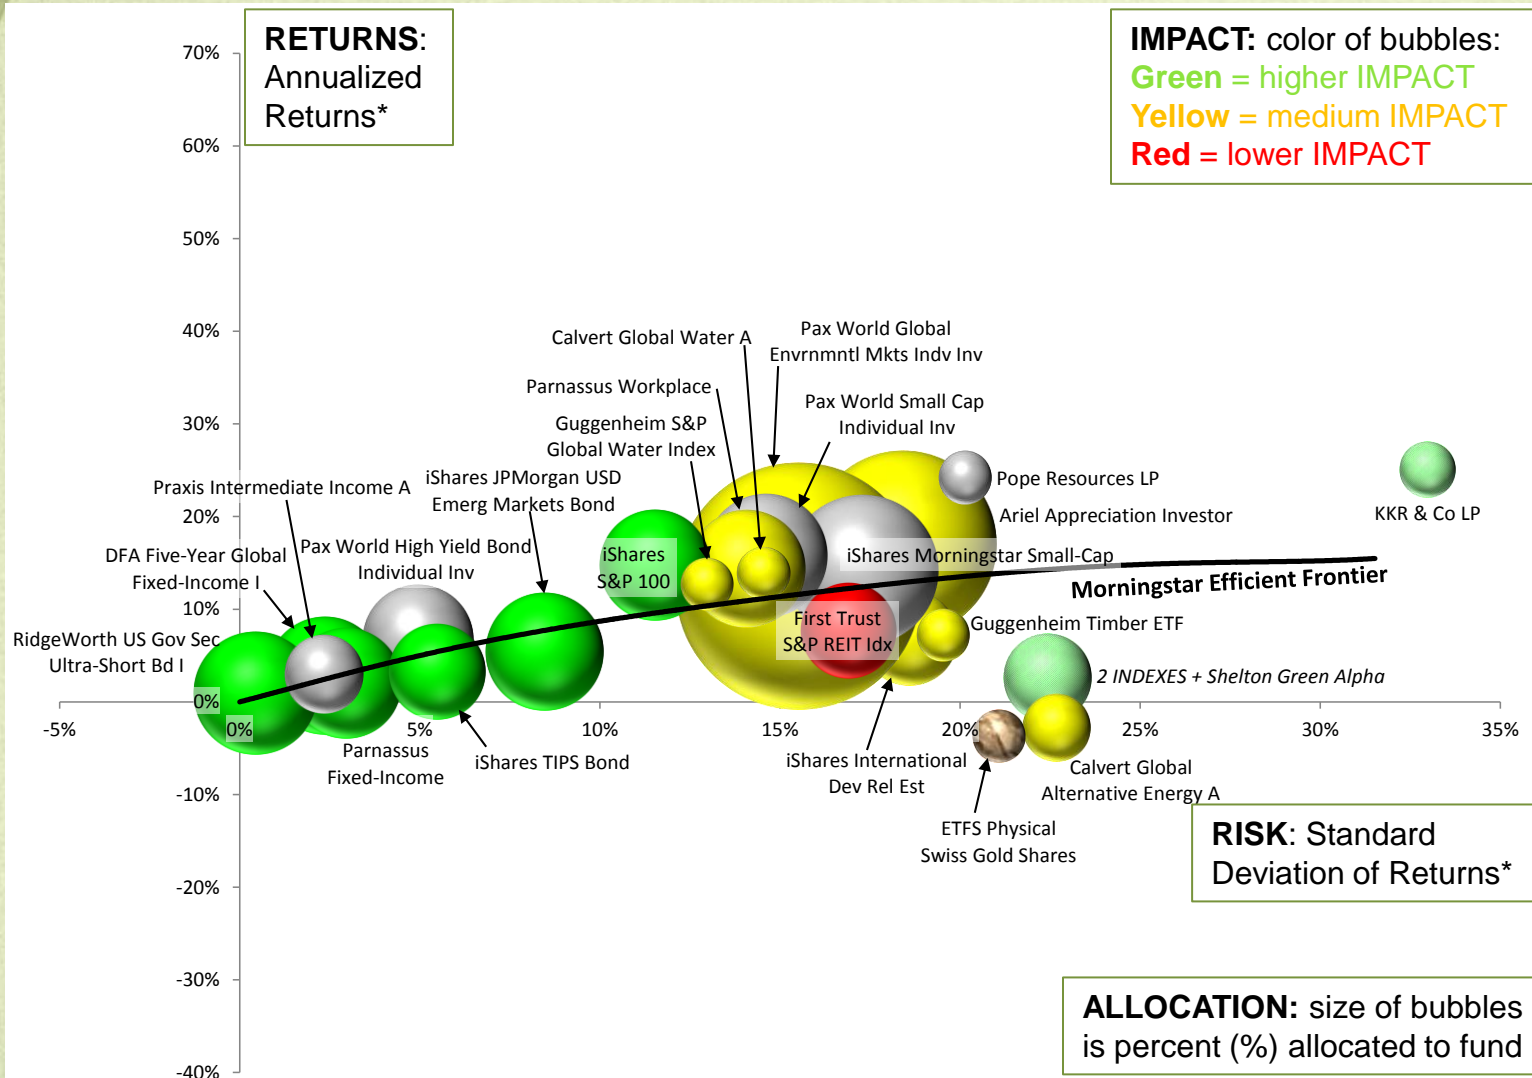 RETURNS:
Annualized
Returns*
IMPACT: color of bubbles:
Green = higher IMPACT
Yellow = medium IMPACT
Red = lower IMPACT
70%
60%
50%
40%
30%
20%
10%
0%
-10%
-20%
-30%
-40%
-5%
0%
5%
10%
15%
20%
25%
30%
35%
Calvert Global Water A
Pax World Global
Envrnmntl Mkts Indv Inv
Parnassus Workplace
Pax World Small Cap
Individual Inv
Guggenheim S&P
Global Water Index
iShares JPMorgan USD
Emerg Markets Bond
Praxis Intermediate Income A
Pope Resources LP
Ariel Appreciation Investor
KKR & Co LP
DFA Five-Year Global
Fixed-Income I
Pax World High Yield Bond
Individual Inv
iShares
S&P 100
iShares Morningstar Small-Cap
Morningstar Efficient Frontier
First Trust
S&P REIT Idx
Guggenheim Timber ETF
RidgeWorth US Gov Sec
Ultra-Short Bd I
2 INDEXES + Shelton Green Alpha
Parnassus
Fixed-Income
iShares TIPS Bond
iShares International
Dev Rel Est
Calvert Global
Alternative Energy A
ETFS Physical
Swiss Gold Shares
RISK: Standard
Deviation of Returns*
ALLOCATION: size of bubbles
is percent (%) allocated to fund